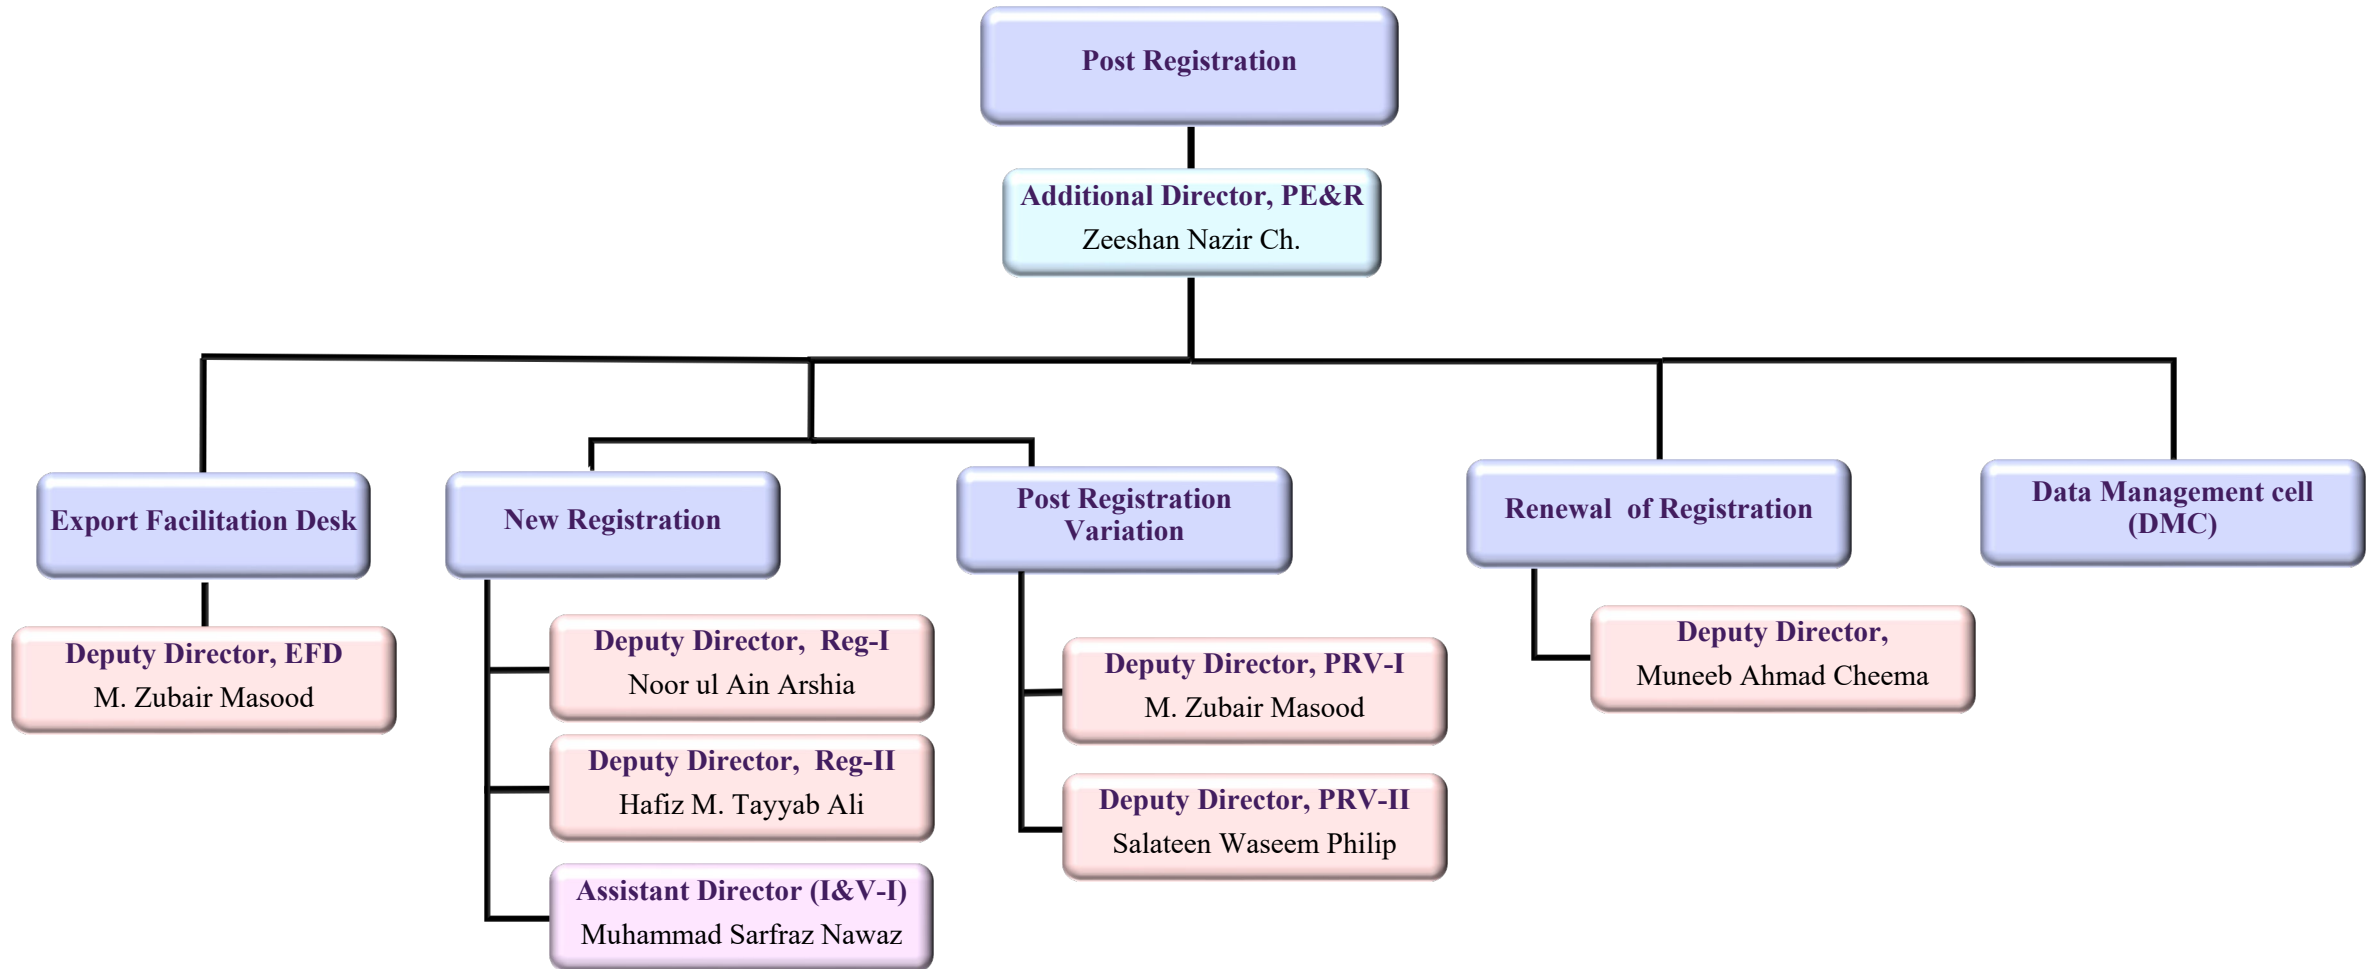 Post Registration
Additional Director, PE&R
Zeeshan Nazir Ch.
Export Facilitation Desk
Deputy Director, EFD
M. Zubair Masood
New Registration
Deputy Director,  Reg-I
Noor ul Ain Arshia
Deputy Director,  Reg-II
Hafiz M. Tayyab Ali
Assistant Director (I&V-I)
Muhammad Sarfraz Nawaz
Post Registration
Variation
Deputy Director, PRV-I
M. Zubair Masood
Deputy Director, PRV-II
Salateen Waseem Philip
Renewal  of Registration
Deputy Director,
Muneeb Ahmad Cheema
Data Management cell
(DMC)